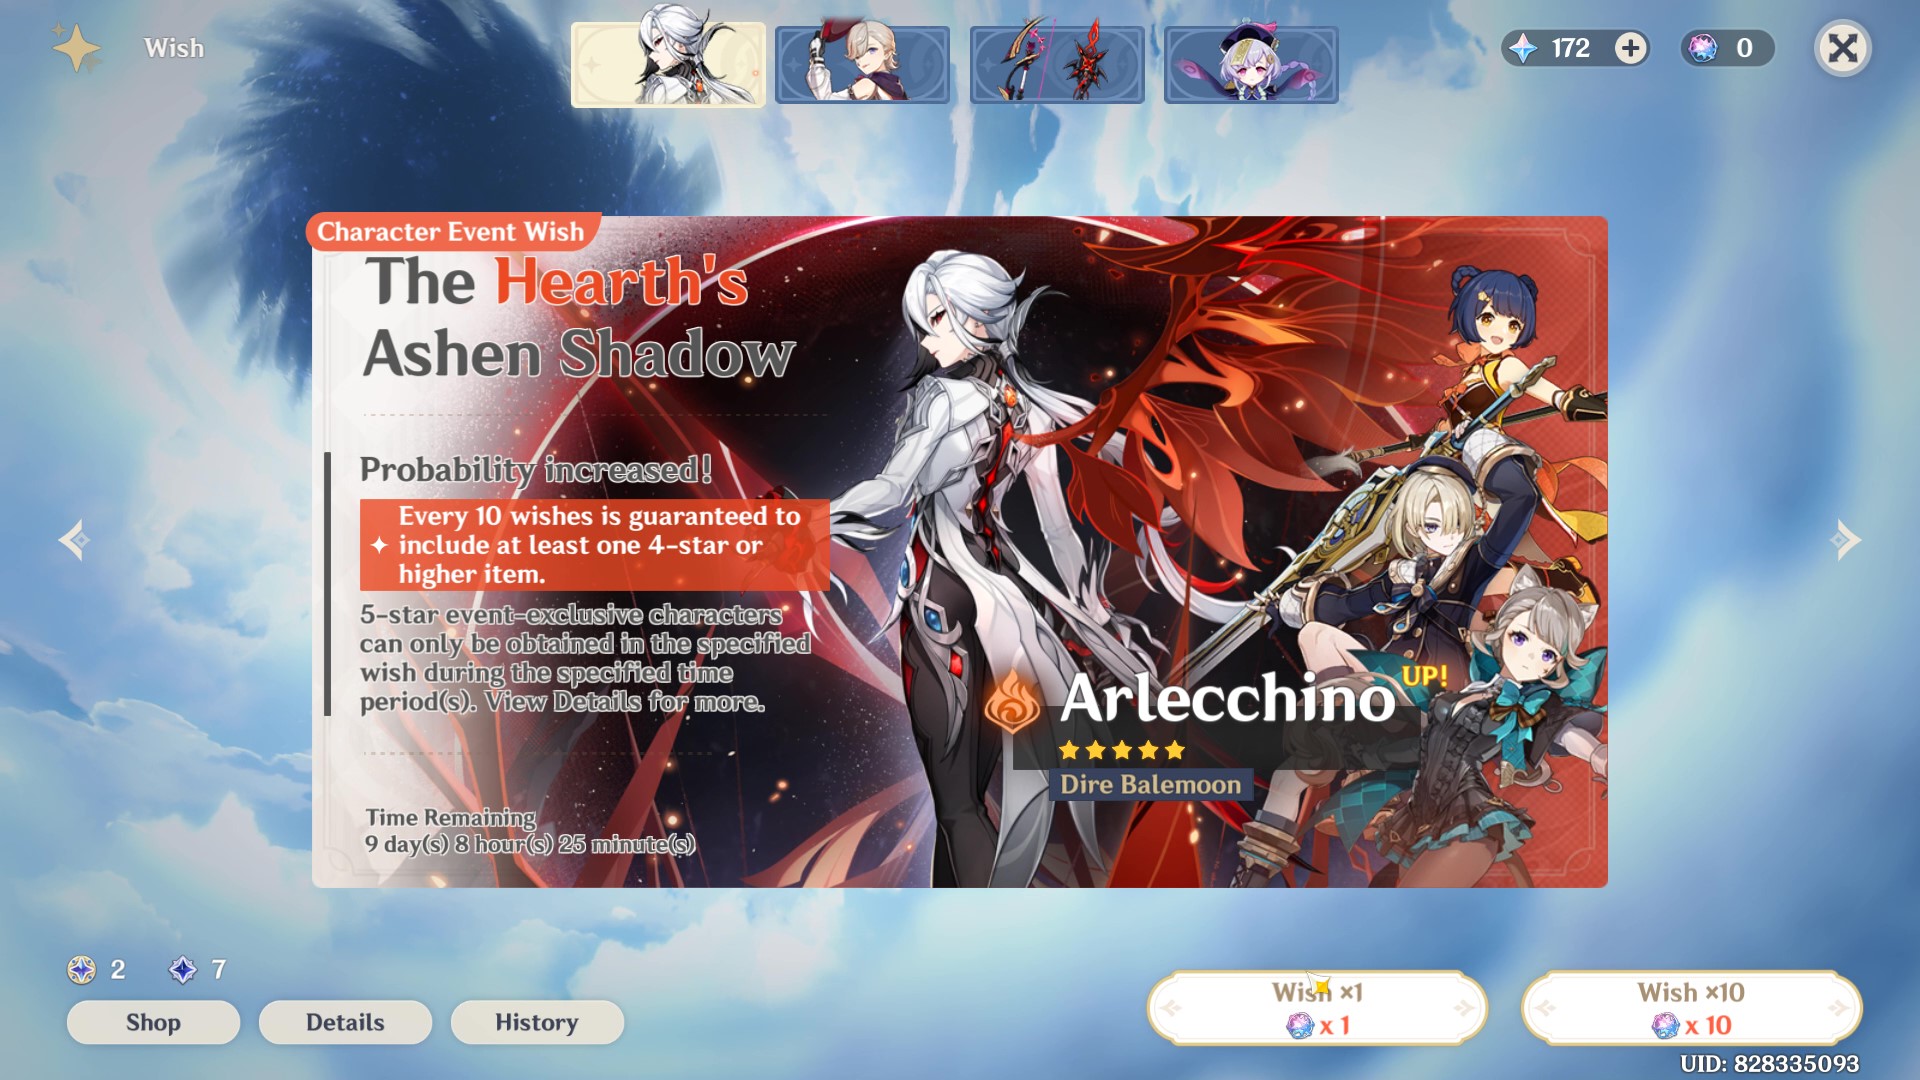 Wish
172
0
Character Event Wish
The Hearth's
Ashen Shadow
Probability increased!
Every 10 wishes is guaranteed to
include at least one 4-star or
higher item.
5-star event-exclusive characters
can only be obtained in the specified
wish during the specified time
period(s). View Details for more.
Time Remaining
9 day(s) 8 hour(s) 25 minute(s)
Arlecchino
UP!
Dire Balemoon
2
7
Shop
Details
History
Wish ×1
x 1
Wish ×10
x 10
UID: 828335093